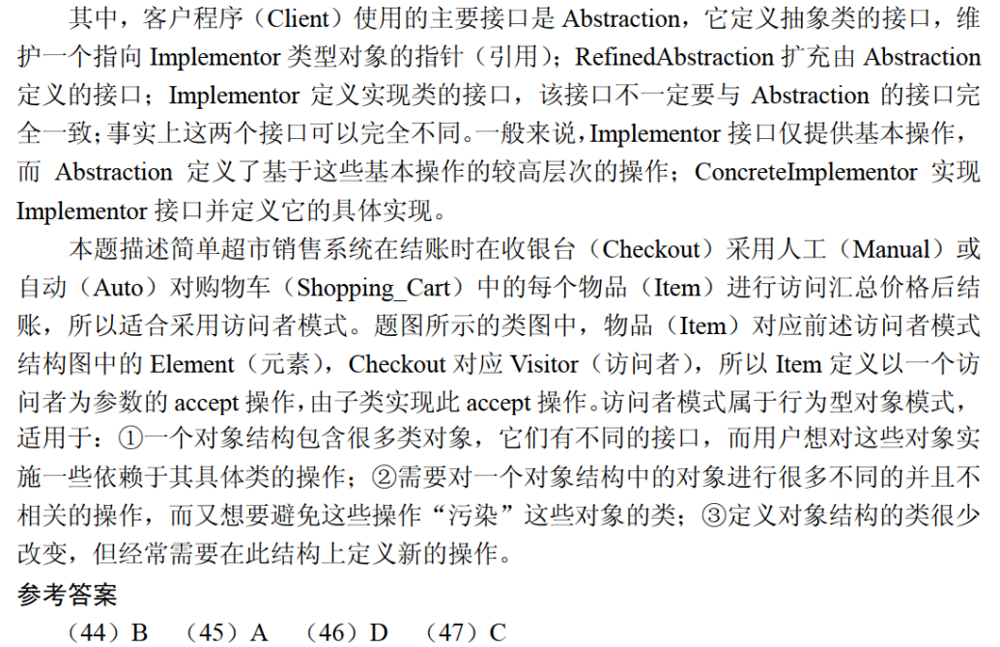 其中，客户程序（Client）使用的主要接口是 Abstraction，它定义抽象类的接口，维
护一个指向 Implementor 类型对象的指针（引用）；RefinedAbstraction 扩充由 Abstraction
定义的接口；Implementor 定义实现类的接口，该接口不一定要与 Abstraction 的接口完
全一致；事实上这两个接口可以完全不同。一般来说，Implementor 接口仅提供基本操作，
而 Abstraction 定义了基于这些基本操作的较高层次的操作；ConcreteImplementor 实现
Implementor 接口并定义它的具体实现。
本题描述简单超市销售系统在结账时在收银台（Checkout）采用人工（Manual）或
自动（Auto）对购物车（Shopping_Cart）中的每个物品（Item）进行访问汇总价格后结
账，所以适合采用访问者模式。题图所示的类图中，物品（Item）对应前述访问者模式
结构图中的 Element（元素），Checkout 对应 Visitor（访问者），所以 Item 定义以一个访
问者为参数的 accept 操作，由子类实现此 accept 操作。访问者模式属于行为型对象模式，
适用于：①一个对象结构包含很多类对象，它们有不同的接口，而用户想对这些对象实
施一些依赖于其具体类的操作；②需要对一个对象结构中的对象进行很多不同的并且不
相关的操作，而又想要避免这些操作“污染”这些对象的类；③定义对象结构的类很少
改变，但经常需要在此结构上定义新的操作。
参考答案
（44）B （45）A （46）D （47）C